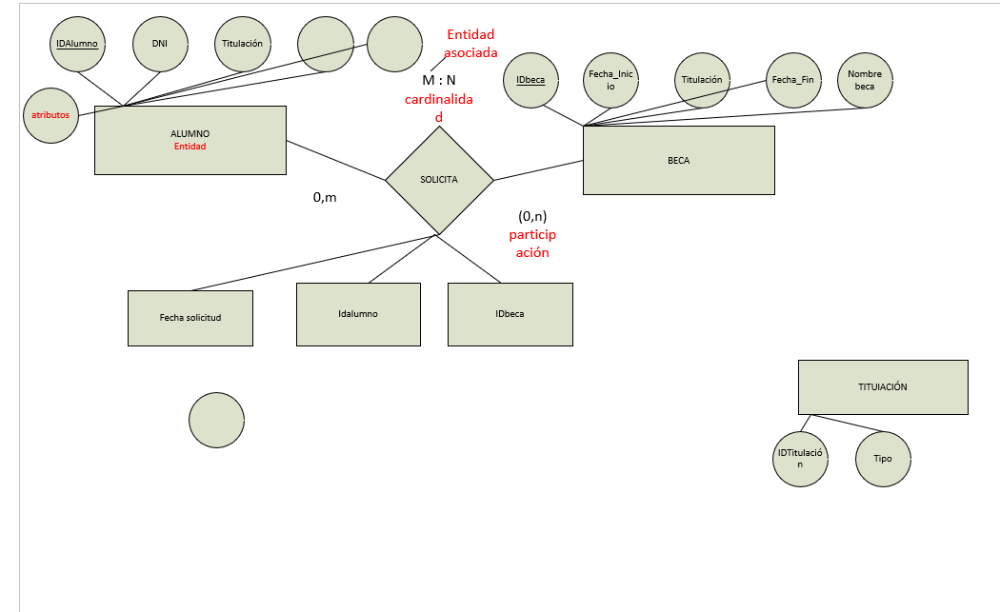 IDAlumno
DNI
Titulación
Entidad
asociada
M : N
cardinalida
d
IDbeca
Fecha_Inic
io
Titulación
Fecha_Fin
Nombre
beca
atributos
ALUMNO
Entidad
SOLICITA
BECA
0,m
(0,n)
particip
ación
Fecha solicitud
Idalumno
IDbeca
TITUIACIÓN
IDTitulació
n
Tipo